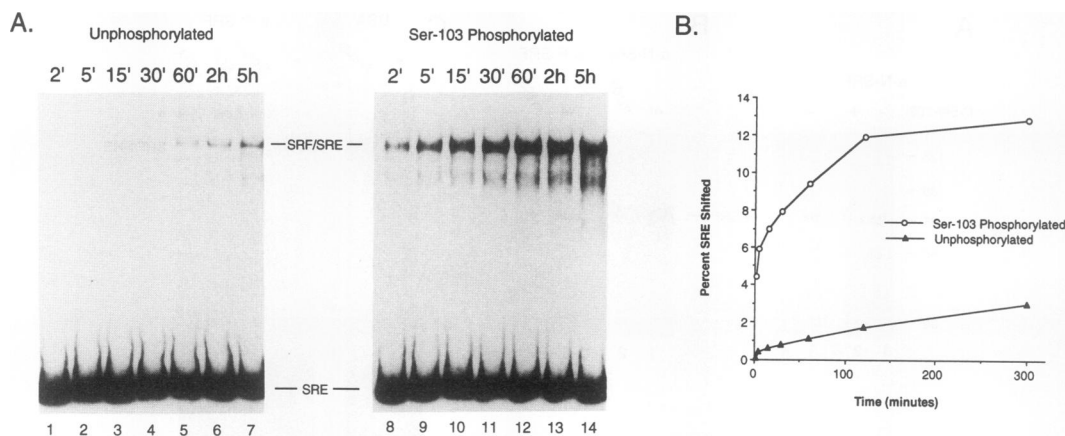 A.
Unphosphorylated
Ser-103 Phosphorylated
2' 5' 15' 30' 60' 2h 5h
2' 5' 15' 30' 60' 2h 5h
SRF/SRE
SRE
1 2 3 4 5 6 7
8 9 10 11 12 13 14
B.
Percent SRE Shifted
14
12
10
8
6
4
2
0
Ser-103 Phosphorylated
Unphosphorylated
0 100 200 300
Time (minutes)